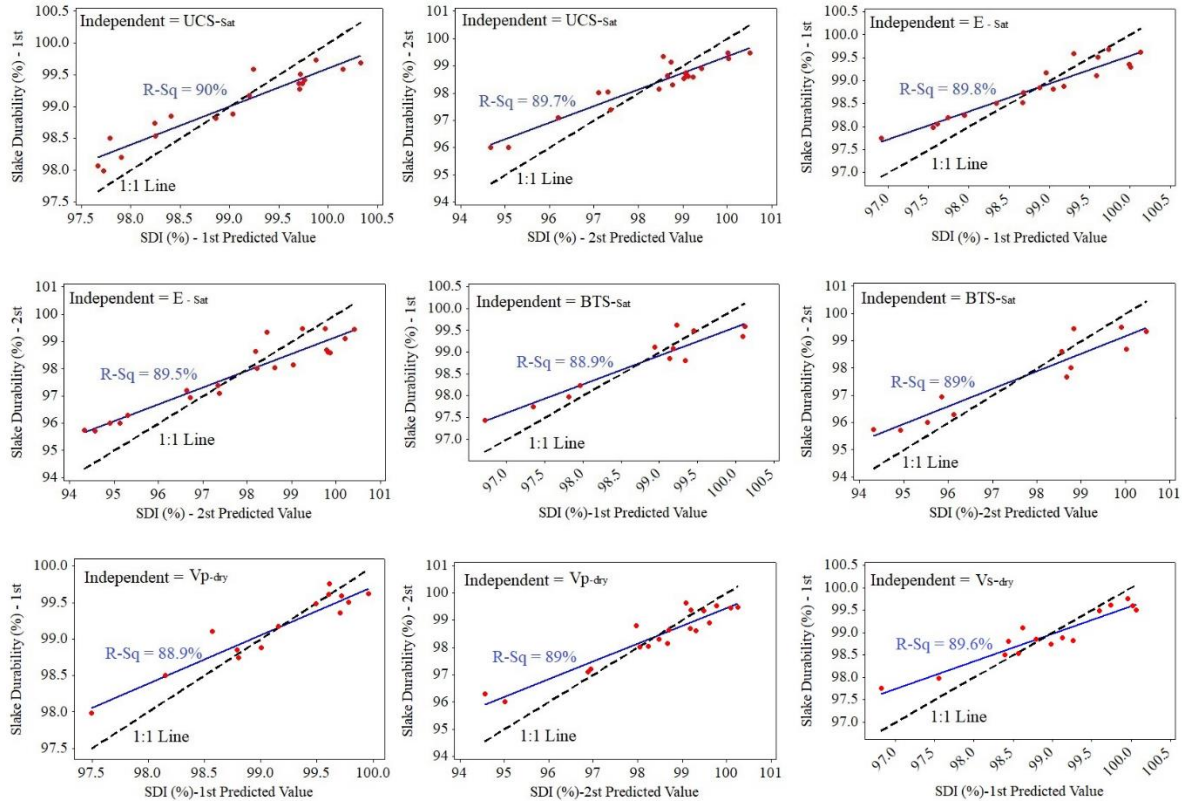 Independent = UCS-Sat
Slake Durability (%) - 1st
100.5
100.0
99.5
99.0
98.5
98.0
97.5
R-Sq = 90%
1:1 Line
97.5 98.0 98.5 99.0 99.5 100.0 100.5
SDI (%) - 1st Predicted Value
Independent = UCS-Sat
Slake Durability (%) - 2st
101
100
99
98
97
96
95
94
R-Sq = 89.7%
1:1 Line
94 95 96 97 98 99 100 101
SDI (%) - 2st Predicted Value
Independent = E - Sat
Slake Durability (%) - 1st
100.5
100.0
99.5
99.0
98.5
98.0
97.5
97.0
R-Sq = 89.8%
1:1 Line
97.0 97.5 98.0 98.5 99.0 99.5 100.0 100.5
SDI (%) - 1st Predicted Value
Independent = E - Sat
Slake Durability (%) - 2st
101
100
99
98
97
96
95
94
R-Sq = 89.5%
1:1 Line
94 95 96 97 98 99 100 101
SDI (%) - 2st Predicted Value
Independent = BTS-Sat
Slake Durability (%) - 1st
100.5
100.0
99.5
99.0
98.5
98.0
97.5
97.0
R-Sq = 88.9%
1:1 Line
97.0 97.5 98.0 98.5 99.0 99.5 100.0 100.5
SDI (%)-1st Predicted Value
Independent = BTS-Sat
Slake Durability (%) - 2st
101
100
99
98
97
96
95
94
R-Sq = 89%
1:1 Line
94 95 96 97 98 99 100 101
SDI (%)-2st Predicted Value
Independent = Vp-dry
Slake Durability (%) - 1st
100.0
99.5
99.0
98.5
98.0
97.5
R-Sq = 88.9%
1:1 Line
97.5 98.0 98.5 99.0 99.5 100.0
SDI (%)-1st Predicted Value
Independent = Vp-dry
Slake Durability (%) - 2st
101
100
99
98
97
96
95
94
R-Sq = 89%
1:1 Line
94 95 96 97 98 99 100 101
SDI (%)-2st Predicted Value
Independent = Vs-dry
Slake Durability (%) - 1st
100.5
100.0
99.5
99.0
98.5
98.0
97.5
97.0
R-Sq = 89.6%
1:1 Line
97.0 97.5 98.0 98.5 99.0 99.5 100.0 100.5
SDI (%)-1st Predicted Value